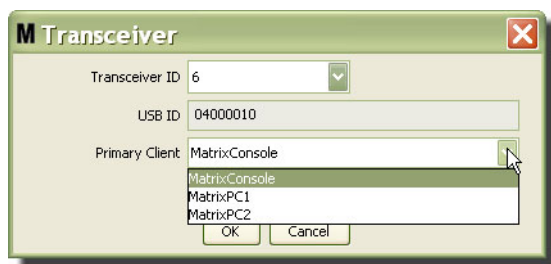 M Transceiver
Transceiver ID 6
USB ID 04000010
Primary Client MatrixConsole
MatrixConsole
MatrixPC1
MatrixPC2
OK Cancel